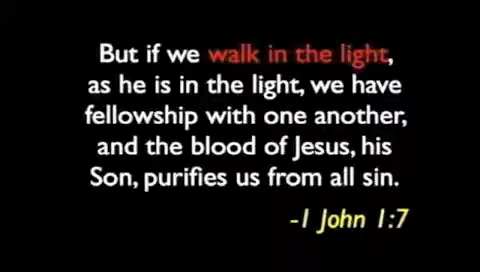 But if we walk in the light,
as he is in the light, we have
fellowship with one another,
and the blood of Jesus, his
Son, purifies us from all sin.
-1 John 1:7